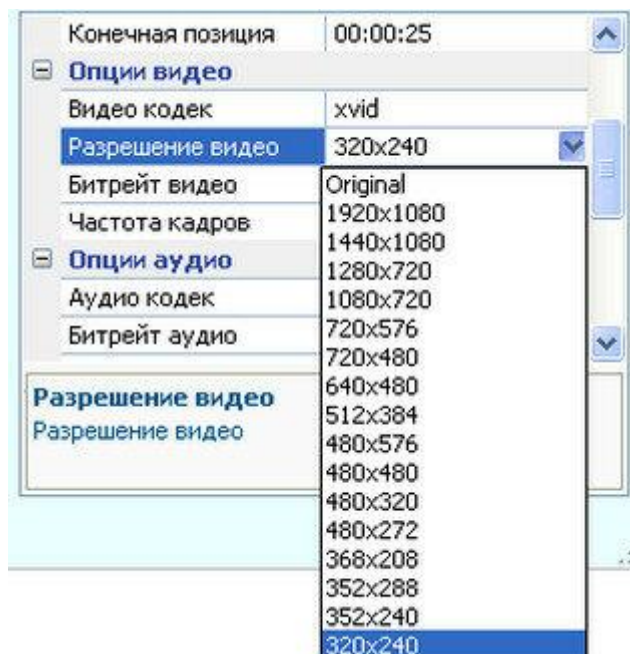 Конечная позиция 00:00:25
Опции видео
Видео кодек xvid
Разрешение видео 320x240
Битрейт видео
Частота кадров
Опции аудио
Аудио кодек
Битрейт аудио
Original
1920x1080
1440x1080
1280x720
1080x720
720x576
720x480
640x480
512x384
480x576
480x480
480x320
480x272
368x208
352x288
352x240
320x240
Разрешение видео
Разрешение видео